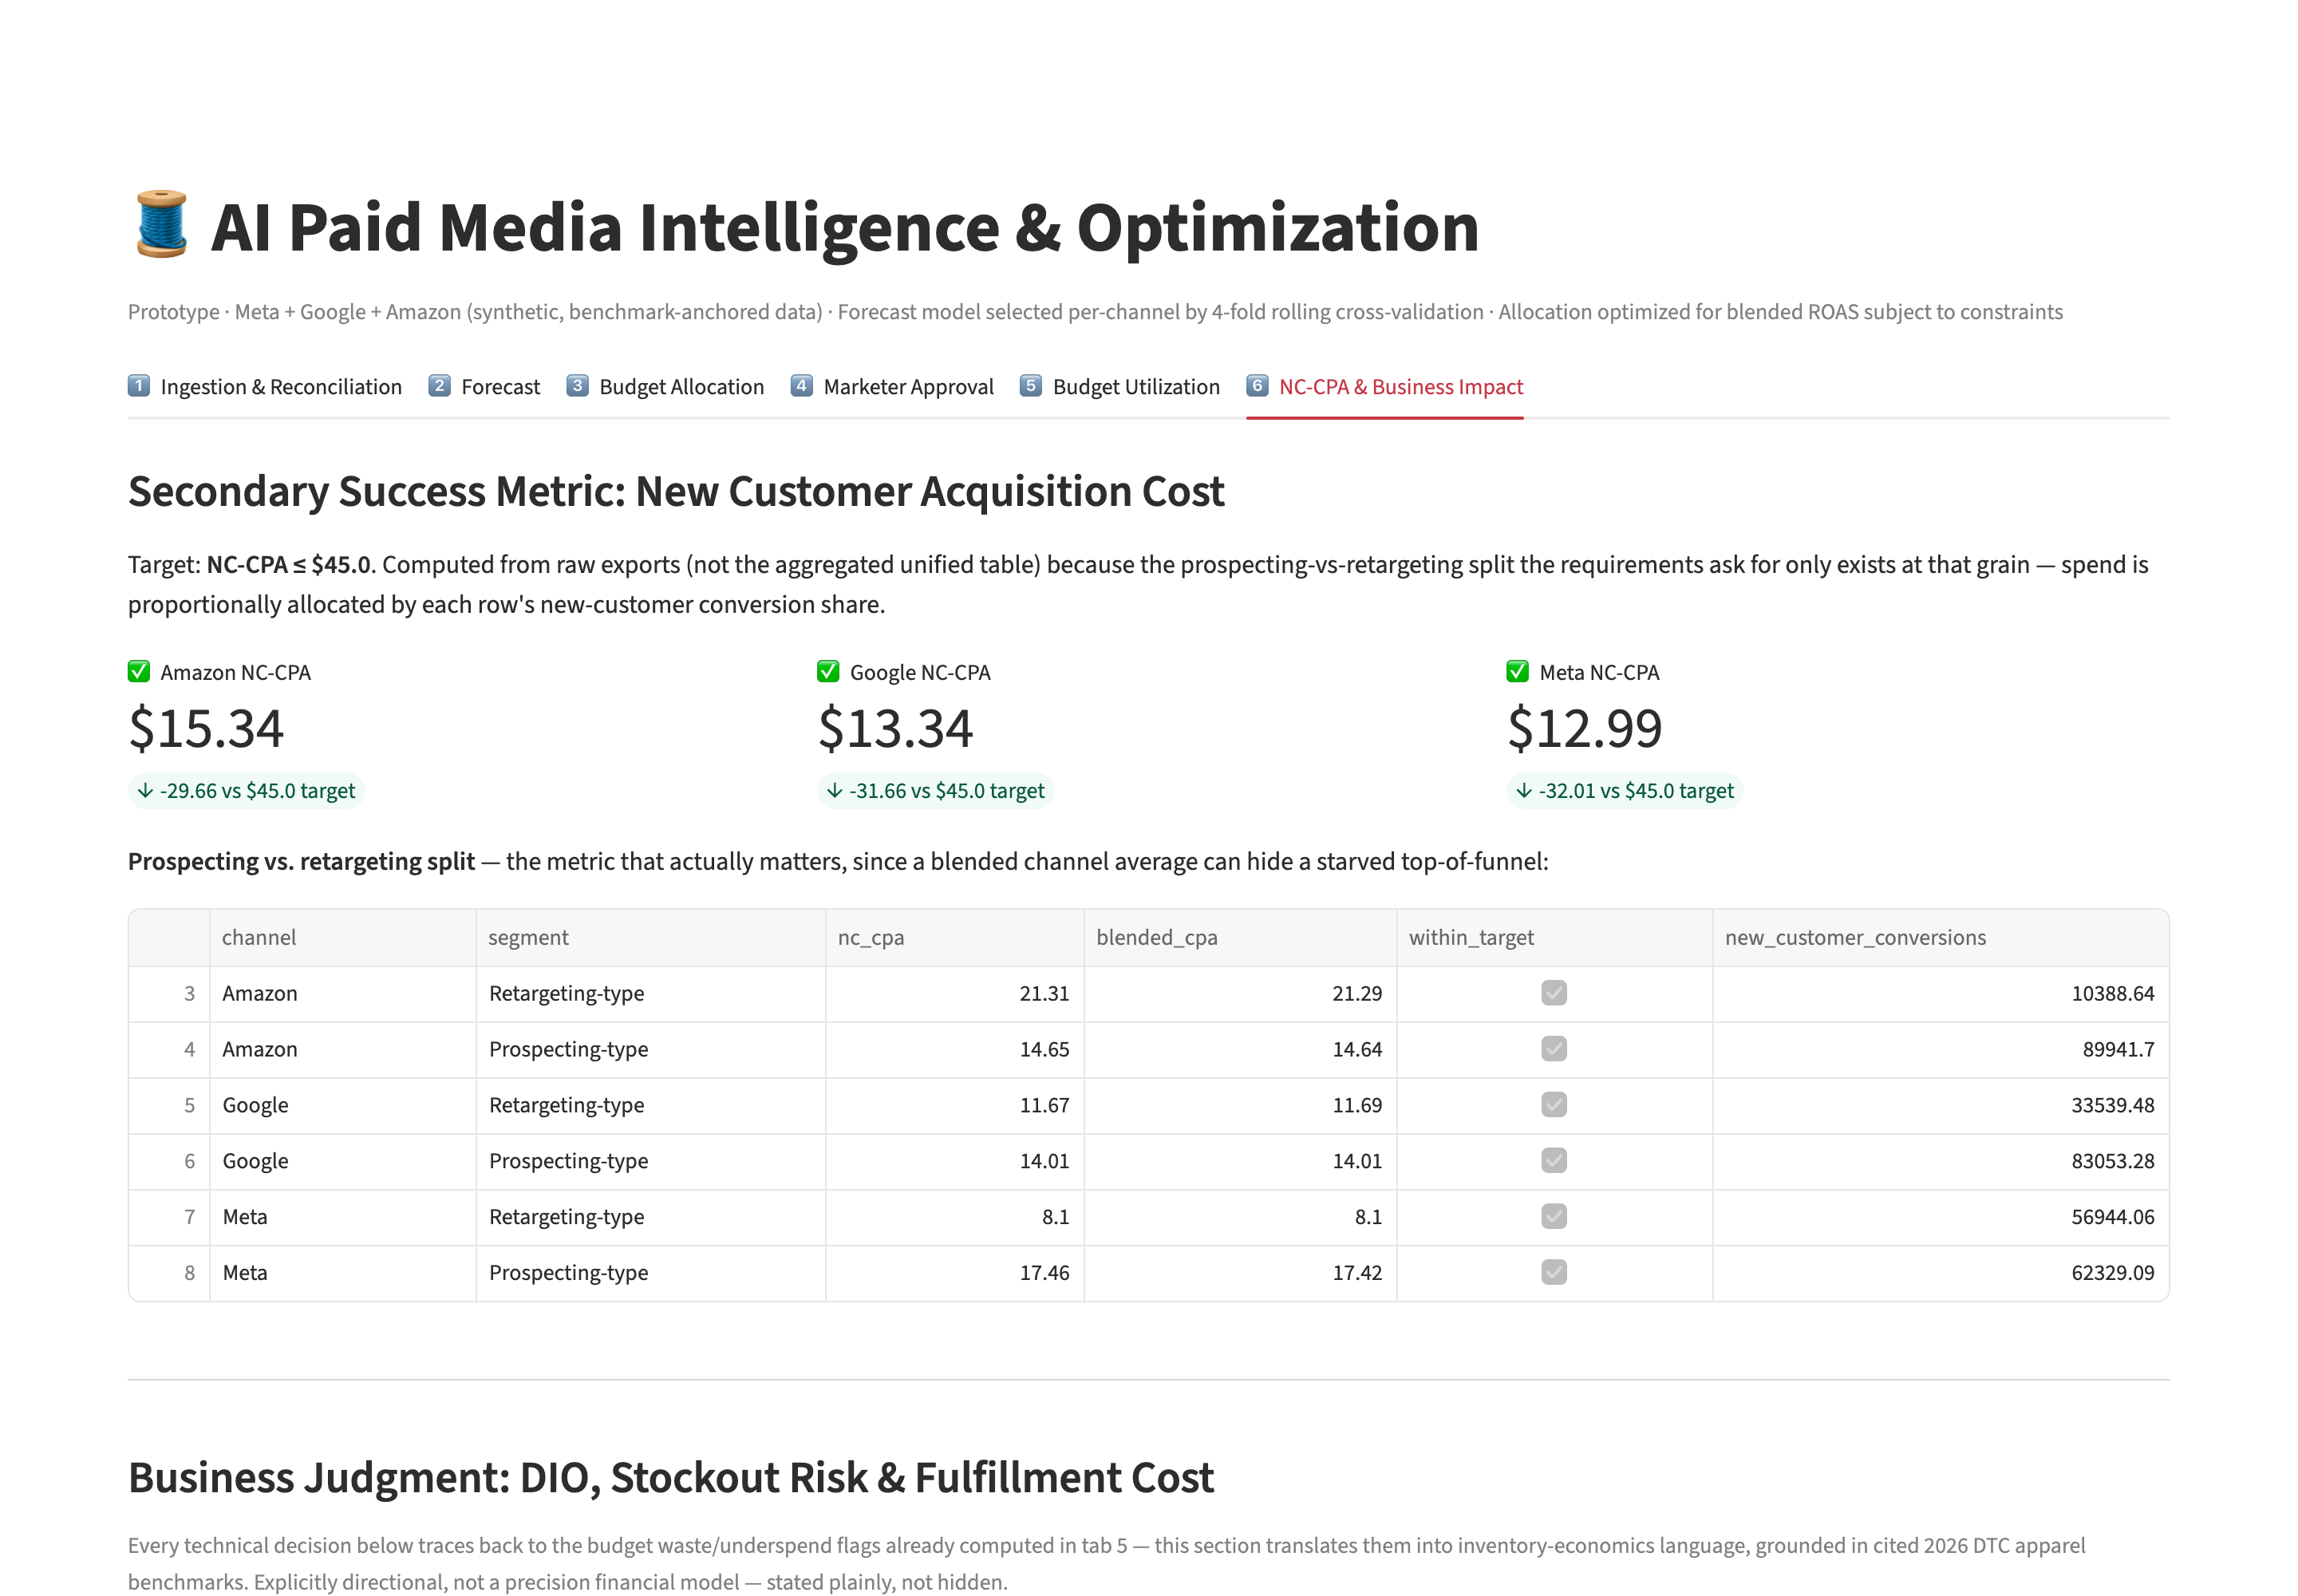 🧵 AI Paid Media Intelligence & Optimization
Prototype · Meta + Google + Amazon (synthetic, benchmark-anchored data) · Forecast model selected per-channel by 4-fold rolling cross-validation · Allocation optimized for blended ROAS subject to constraints
1 Ingestion & Reconciliation 2 Forecast 3 Budget Allocation 4 Marketer Approval 5 Budget Utilization 6 NC-CPA & Business Impact
Secondary Success Metric: New Customer Acquisition Cost
Target: NC-CPA ≤ $45.0. Computed from raw exports (not the aggregated unified table) because the prospecting-vs-retargeting split the requirements ask for only exists at that grain — spend is
proportionally allocated by each row's new-customer conversion share.
✅ Amazon NC-CPA ✅ Google NC-CPA ✅ Meta NC-CPA
$15.34 $13.34 $12.99
↓ -29.66 vs $45.0 target ↓ -31.66 vs $45.0 target ↓ -32.01 vs $45.0 target
Prospecting vs. retargeting split — the metric that actually matters, since a blended channel average can hide a starved top-of-funnel:
channel segment nc_cpa blended_cpa within_target new_customer_conversions
3 Amazon Retargeting-type 21.31 21.29 10388.64
4 Amazon Prospecting-type 14.65 14.64 89941.7
5 Google Retargeting-type 11.67 11.69 33539.48
6 Google Prospecting-type 14.01 14.01 83053.28
7 Meta Retargeting-type 8.1 8.1 56944.06
8 Meta Prospecting-type 17.46 17.42 62329.09
Business Judgment: DIO, Stockout Risk & Fulfillment Cost
Every technical decision below traces back to the budget waste/underspend flags already computed in tab 5 — this section translates them into inventory-economics language, grounded in cited 2026 DTC apparel
benchmarks. Explicitly directional, not a precision financial model — stated plainly, not hidden.